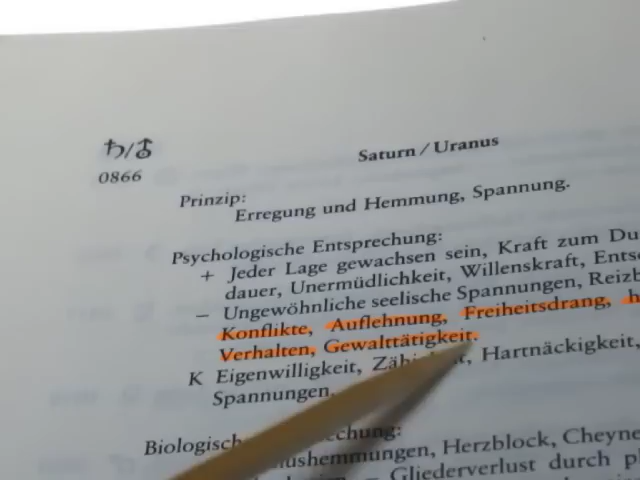 ♄/⛢
0866
Saturn/Uranus
Prinzip:
Erregung und Hemmung, Spannung.
Psychologische Entsprechung:
+ Jeder Lage gewachsen sein, Kraft zum
dauer, Unermüdlichkeit, Willenskraft,
− Ungewöhnliche seelische Spannungen,
Konflikte, Auflehnung, Freiheitsdrang,
Verhalten, Gewalttätigkeit.
K Eigenwilligkeit, Hartnäckigkeit,
Spannungen.
Herzblock,
Gliederverlust durch